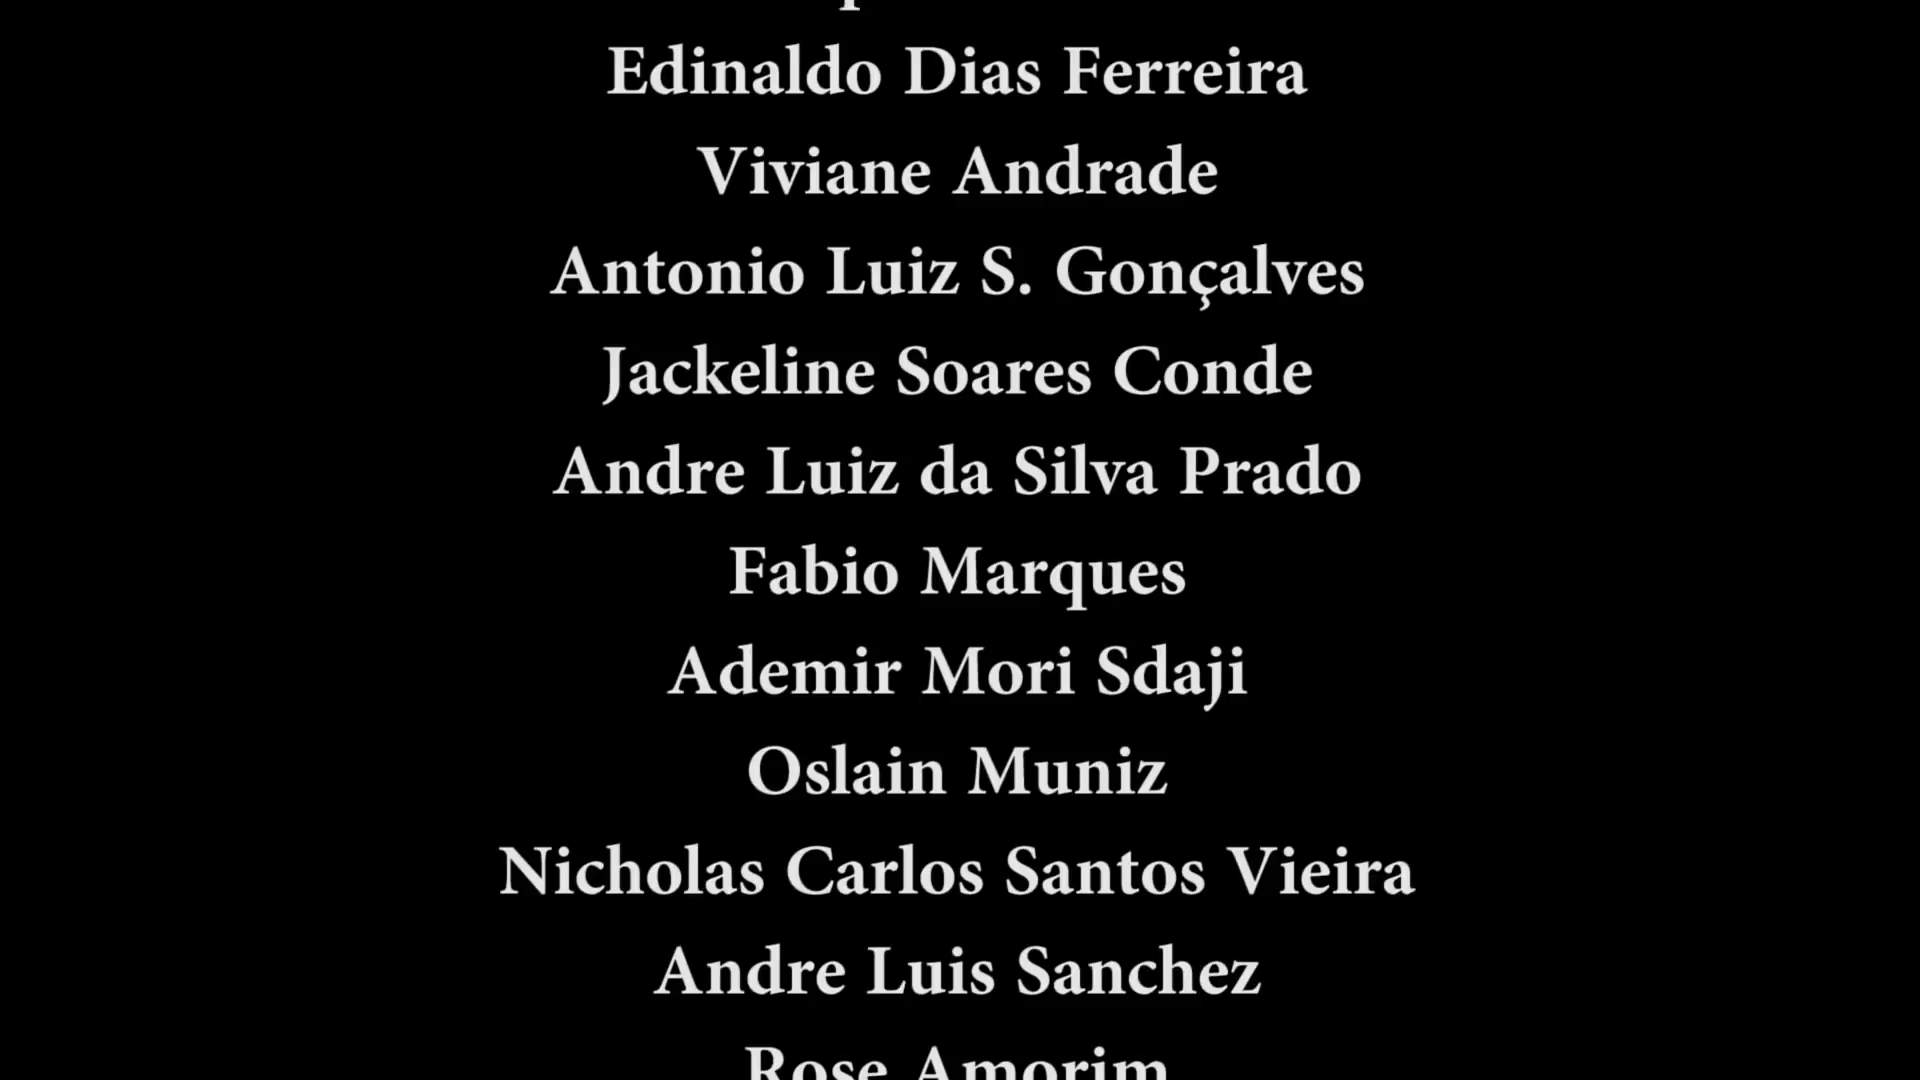 Edinaldo Dias Ferreira
Viviane Andrade
Antonio Luiz S. Gonçalves
Jackeline Soares Conde
Andre Luiz da Silva Prado
Fabio Marques
Ademir Mori Sdaji
Oslain Muniz
Nicholas Carlos Santos Vieira
Andre Luis Sanchez
Rose Amorim